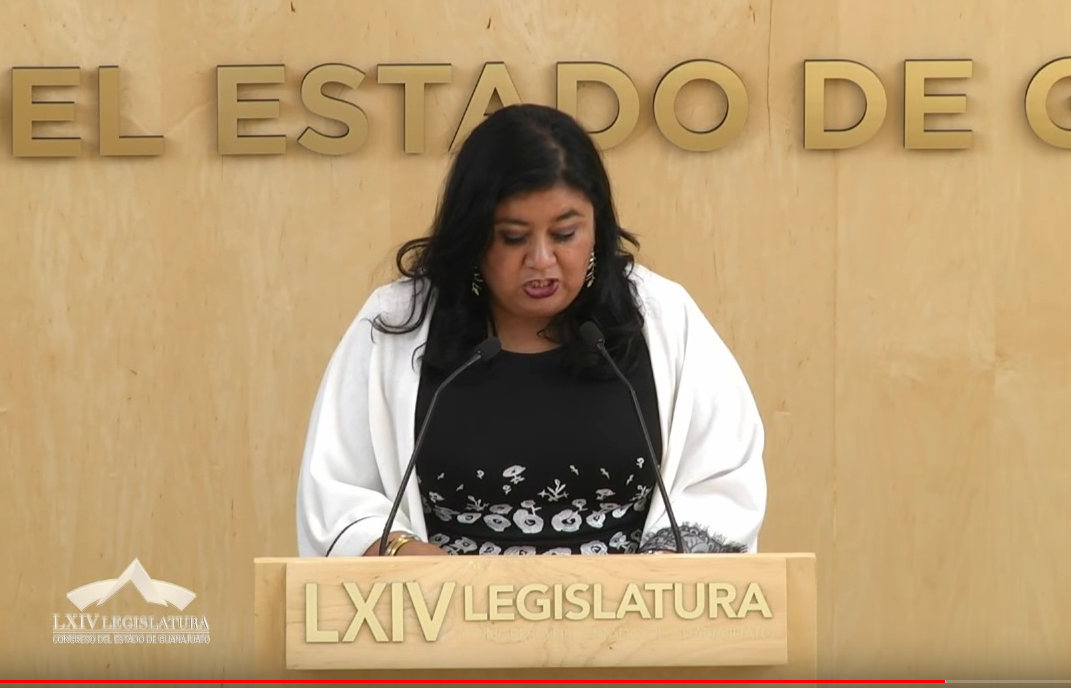 EL ESTADO DE G
LXIV LEGISLATURA
LXIV LEGISLATURA
CONGRESO DEL ESTADO DE GUANAJUATO